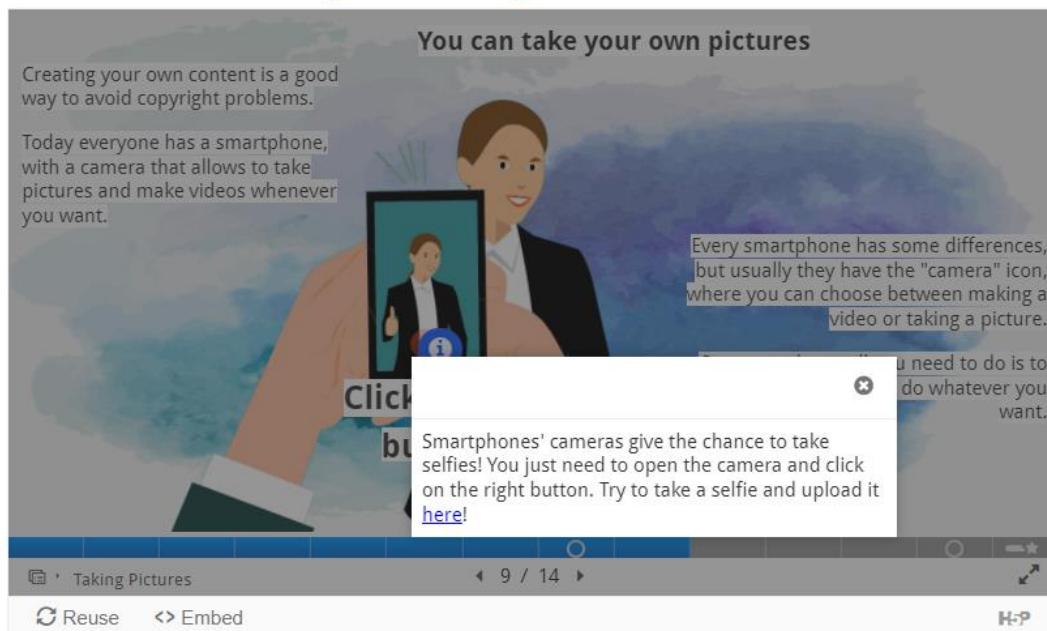 You can take your own pictures
Creating your own content is a good
way to avoid copyright problems.
Today everyone has a smartphone,
with a camera that allows to take
pictures and make videos whenever
you want.
Every smartphone has some differences,
but usually they have the "camera" icon,
where you can choose between making a
video or taking a picture.
need to do is to
do whatever you
want.
Click
Smartphones' cameras give the chance to take
selfies! You just need to open the camera and click
on the right button. Try to take a selfie and upload it
here!
Taking Pictures
9 / 14
Reuse
<> Embed
H5P